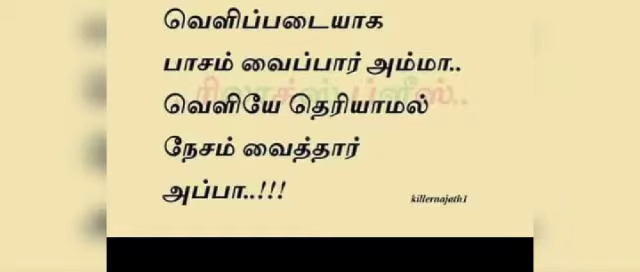 வெளிப்படையாக
பாசம் வைப்பார் அம்மா..
ரிலாக்ஸ் ப்ளீஸ்..
வெளியே தெரியாமல்
நேசம் வைத்தார்
அப்பா..!!!
killernajath1